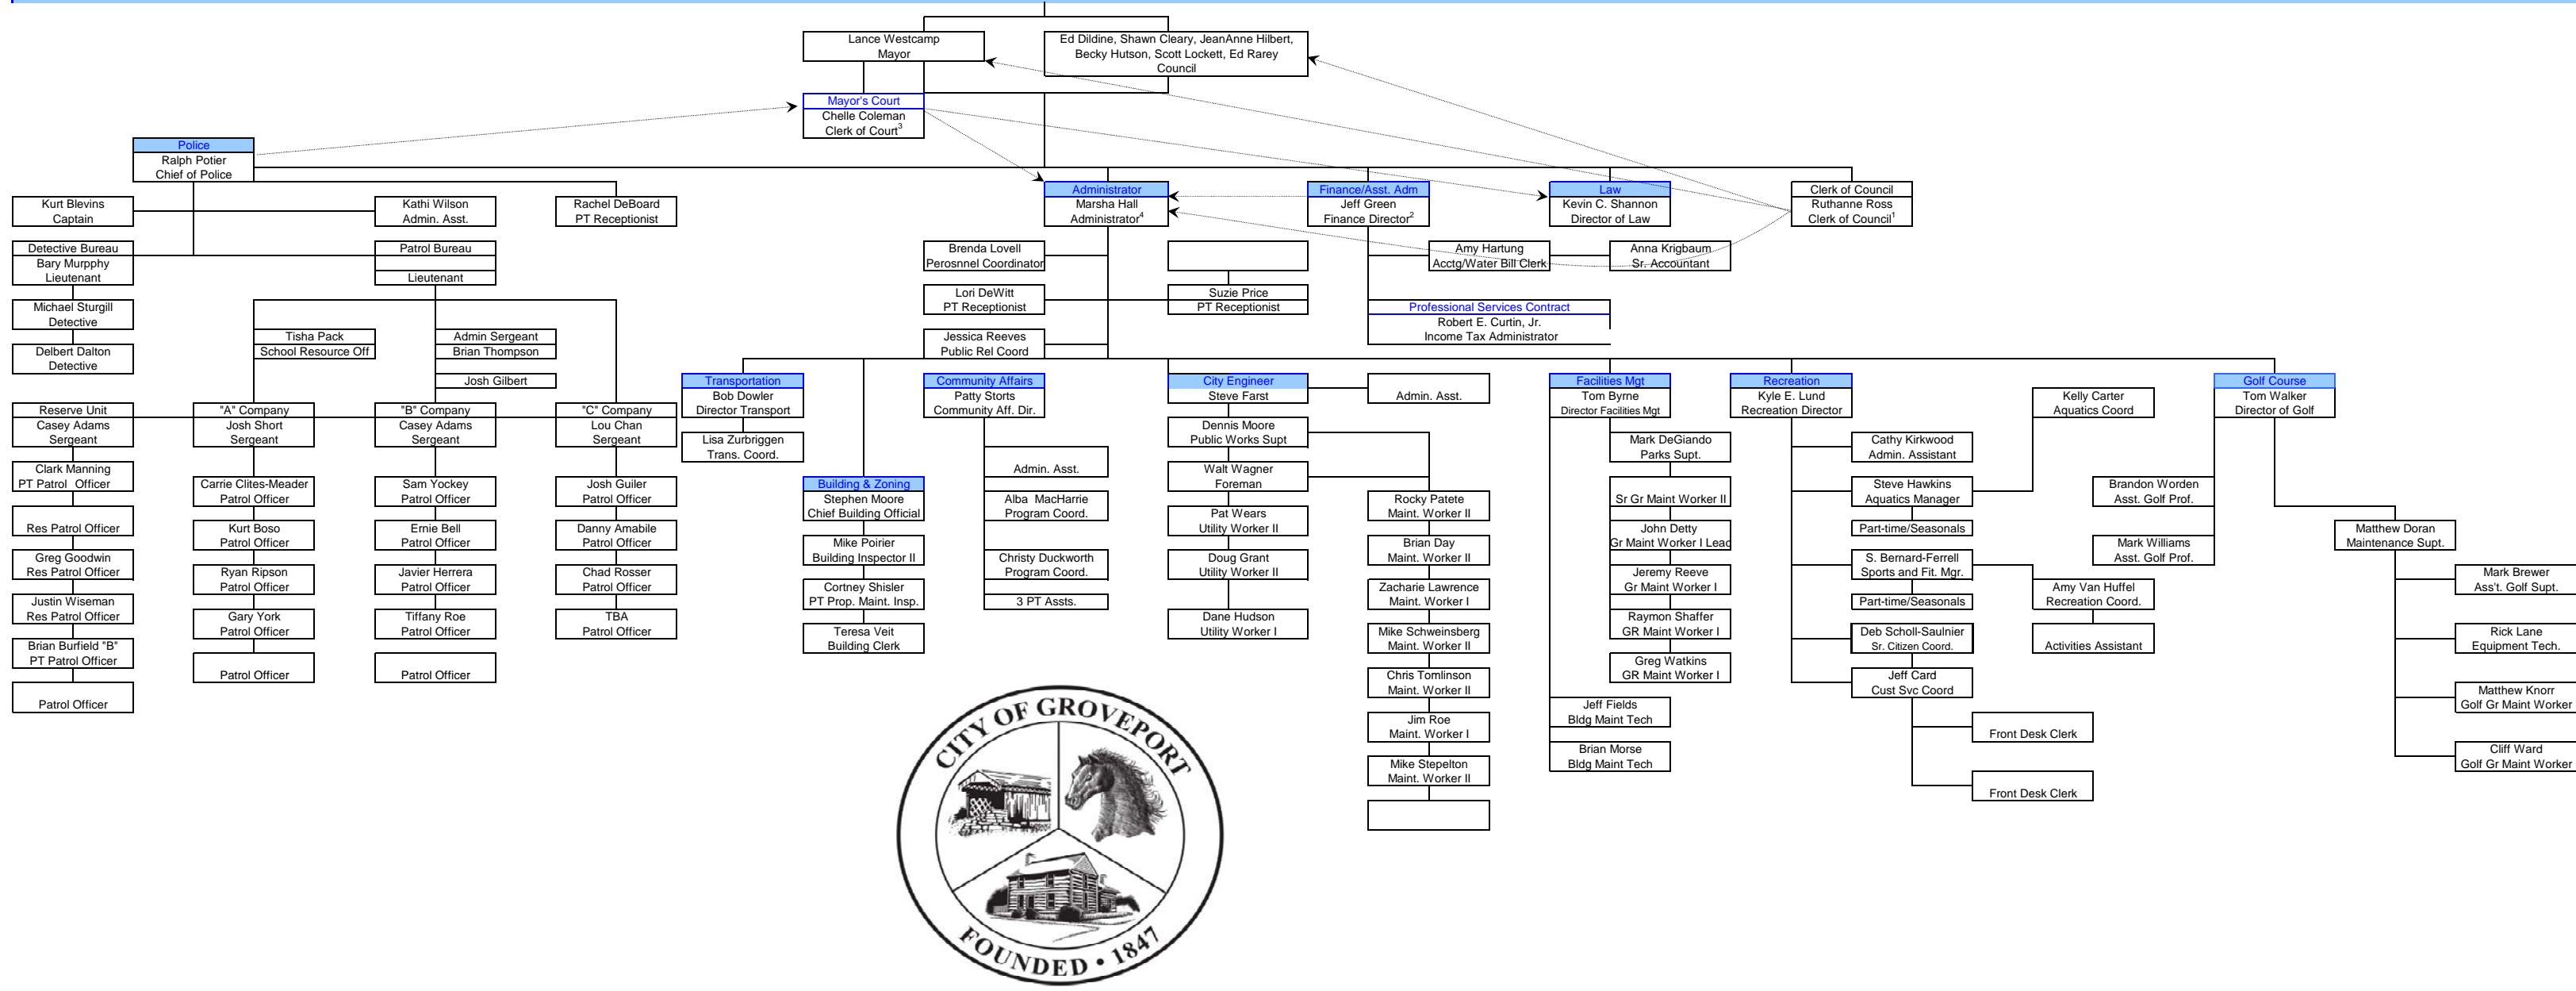 Lance Westcamp
Mayor
Ed Dildine, Shawn Cleary, JeanAnne Hilbert,
Becky Hutson, Scott Lockett, Ed Rarey
Council
Mayor's Court
Chelle Coleman
Clerk of Court3
Police
Ralph Potier
Chief of Police
Kurt Blevins
Captain
Kathi Wilson
Admin. Asst.
Rachel DeBoard
PT Receptionist
Administrator
Marsha Hall
Administrator4
Finance/Asst. Adm
Jeff Green
Finance Director2
Law
Kevin C. Shannon
Director of Law
Clerk of Council
Ruthanne Ross
Clerk of Council1
Detective Bureau
Bary Murpphy
Lieutenant
Patrol Bureau
Lieutenant
Michael Sturgill
Detective
Delbert Dalton
Detective
Tisha Pack
School Resource Off
Admin Sergeant
Brian Thompson
Josh Gilbert
Brenda Lovell
Perosnnel Coordinator
Lori DeWitt
PT Receptionist
Suzie Price
PT Receptionist
Jessica Reeves
Public Rel Coord
Amy Hartung
Acctg/Water Bill Clerk
Anna Krigbaum
Sr. Accountant
Professional Services Contract
Robert E. Curtin, Jr.
Income Tax Administrator
Reserve Unit
Casey Adams
Sergeant
Clark Manning
PT Patrol Officer
Res Patrol Officer
Greg Goodwin
Res Patrol Officer
Justin Wiseman
Res Patrol Officer
Brian Burfield "B"
PT Patrol Officer
Patrol Officer
"A" Company
Josh Short
Sergeant
Carrie Clites-Meader
Patrol Officer
Kurt Boso
Patrol Officer
Ryan Ripson
Patrol Officer
Gary York
Patrol Officer
Patrol Officer
"B" Company
Casey Adams
Sergeant
Sam Yockey
Patrol Officer
Ernie Bell
Patrol Officer
Javier Herrera
Patrol Officer
Tiffany Roe
Patrol Officer
Patrol Officer
"C" Company
Lou Chan
Sergeant
Josh Guiler
Patrol Officer
Danny Amabile
Patrol Officer
Chad Rosser
Patrol Officer
TBA
Patrol Officer
Transportation
Bob Dowler
Director Transport
Lisa Zurbriggen
Trans. Coord.
Building & Zoning
Stephen Moore
Chief Building Official
Mike Poirier
Building Inspector II
Cortney Shisler
PT Prop. Maint. Insp.
Teresa Veit
Building Clerk
Community Affairs
Patty Storts
Community Aff. Dir.
Admin. Asst.
Alba MacHarrie
Program Coord.
Christy Duckworth
Program Coord.
3 PT Assts.
City Engineer
Steve Farst
Admin. Asst.
Dennis Moore
Public Works Supt
Walt Wagner
Foreman
Pat Wears
Utility Worker II
Doug Grant
Utility Worker II
Dane Hudson
Utility Worker I
Rocky Patete
Maint. Worker II
Brian Day
Maint. Worker II
Zacharie Lawrence
Maint. Worker I
Mike Schweinsberg
Maint. Worker II
Chris Tomlinson
Maint. Worker II
Jim Roe
Maint. Worker I
Mike Stepelton
Maint. Worker II
Facilities Mgt
Tom Byrne
Director Facilities Mgt
Mark DeGiando
Parks Supt.
Sr Gr Maint Worker II
John Detty
Gr Maint Worker I Lead
Jeremy Reeve
Gr Maint Worker I
Raymon Shaffer
GR Maint Worker I
Greg Watkins
GR Maint Worker I
Jeff Fields
Bldg Maint Tech
Brian Morse
Bldg Maint Tech
Recreation
Kyle E. Lund
Recreation Director
Cathy Kirkwood
Admin. Assistant
Steve Hawkins
Aquatics Manager
Part-time/Seasonals
S. Bernard-Ferrell
Sports and Fit. Mgr.
Part-time/Seasonals
Deb Scholl-Saulnier
Sr. Citizen Coord.
Jeff Card
Cust Svc Coord
Front Desk Clerk
Front Desk Clerk
Kelly Carter
Aquatics Coord
Amy Van Huffel
Recreation Coord.
Activities Assistant
Golf Course
Tom Walker
Director of Golf
Brandon Worden
Asst. Golf Prof.
Mark Williams
Asst. Golf Prof.
Matthew Doran
Maintenance Supt.
Mark Brewer
Ass't. Golf Supt.
Rick Lane
Equipment Tech.
Matthew Knorr
Golf Gr Maint Worker
Cliff Ward
Golf Gr Maint Worker
CITY OF GROVEPORT
FOUNDED • 1847